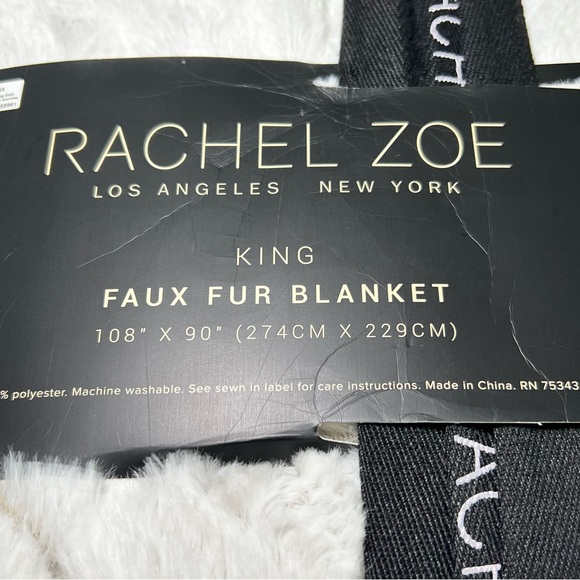 RACHEL ZOE
LOS ANGELES NEW YORK
KING
FAUX FUR BLANKET
108" X 90" (274CM X 229CM)
% polyester. Machine washable. See sewn in label for care instructions. Made in China. RN 75343